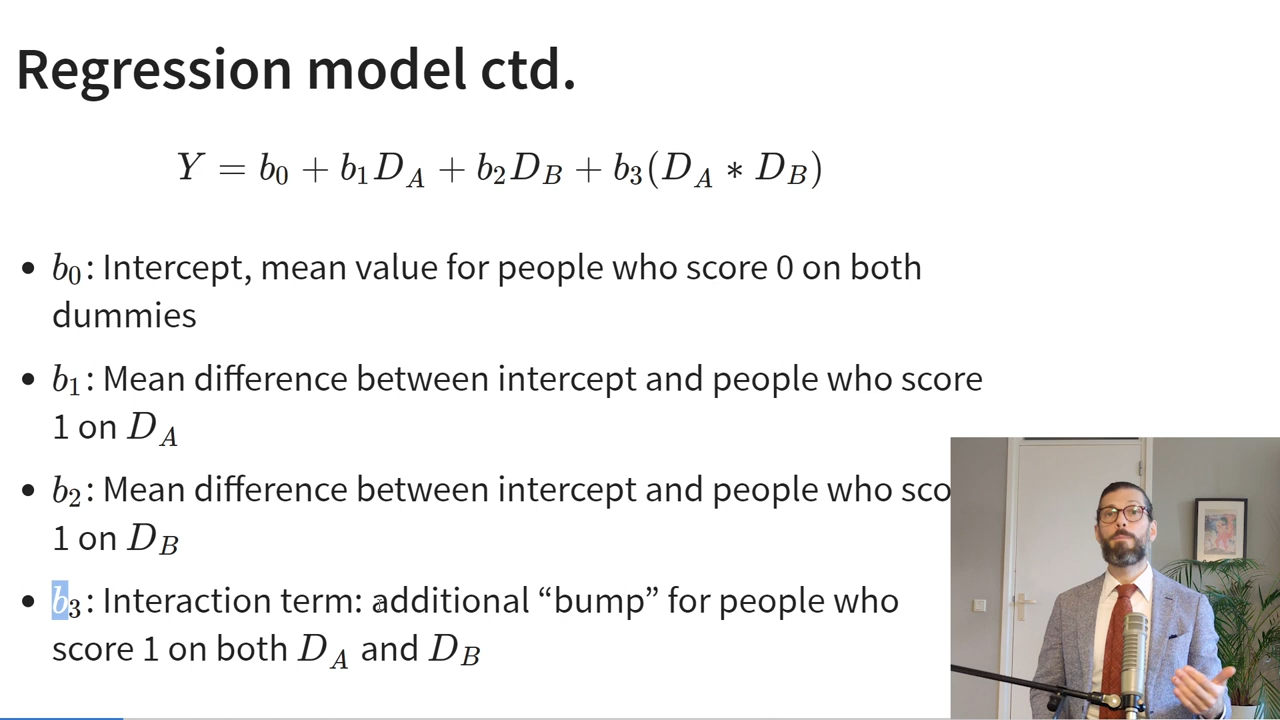 Regression model ctd.
Y = b₀ + b₁D_A + b₂D_B + b₃(D_A * D_B)
• b₀: Intercept, mean value for people who score 0 on both
dummies
• b₁: Mean difference between intercept and people who score
1 on D_A
• b₂: Mean difference between intercept and people who sco
1 on D_B
• b₃: Interaction term: additional “bump” for people who
score 1 on both D_A and D_B